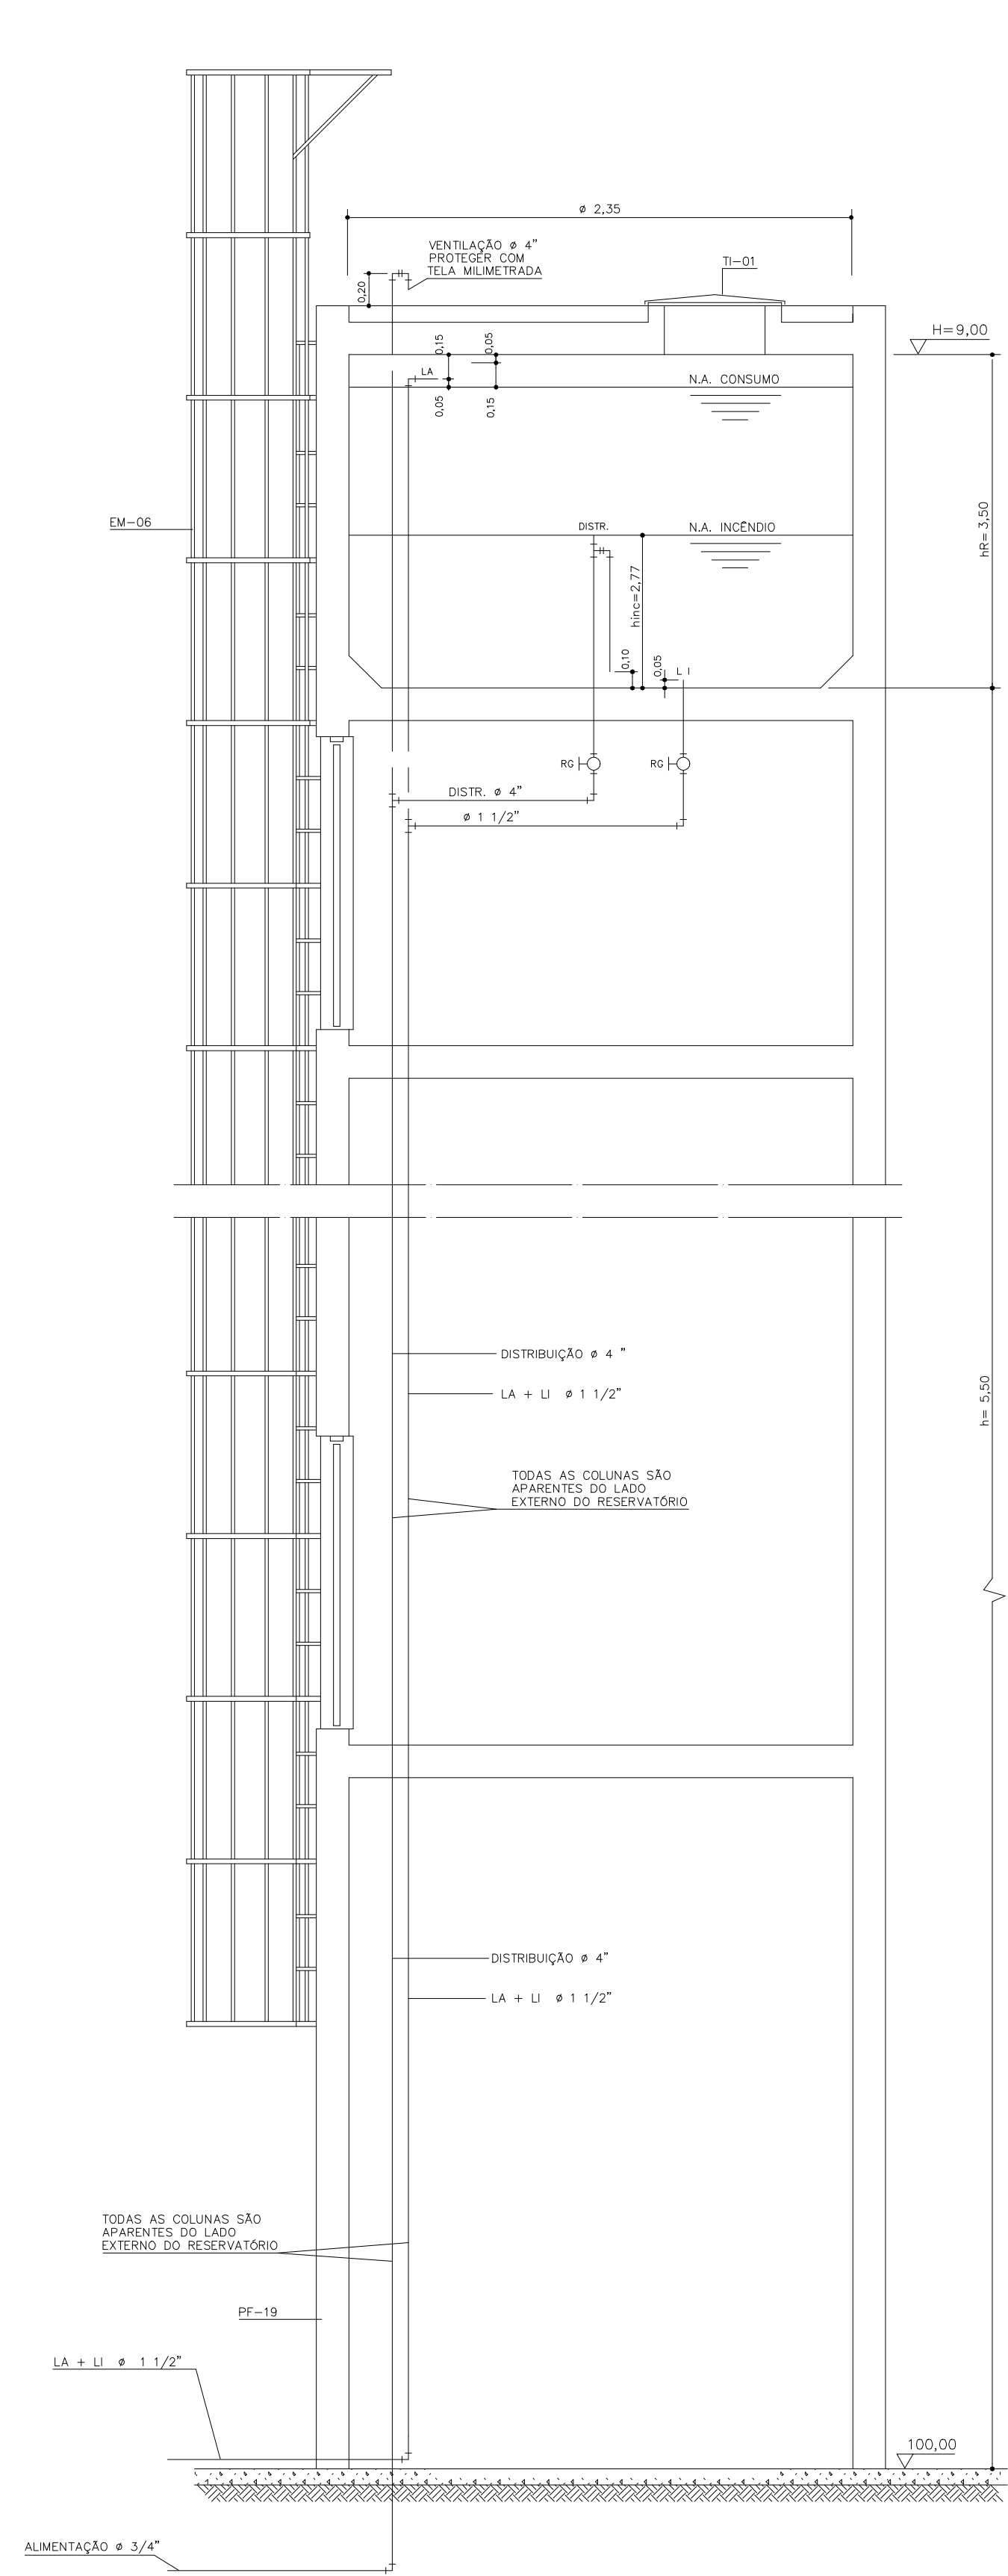 ø 2,35
VENTILAÇÃO ø 4”
PROTEGER COM
TELA MILIMETRADA
TI-01
0,20
H=9,00
0,15
0,05
LA
N.A. CONSUMO
0,05
0,15
EM-06
DISTR.
N.A. INCÊNDIO
hR= 3,50
hinc=2,77
0,10
0,05
L I
RG
RG
DISTR. ø 4”
ø 1 1/2”
DISTRIBUIÇÃO ø 4 ”
LA + LI ø 1 1/2”
h= 5,50
TODAS AS COLUNAS SÃO
APARENTES DO LADO
EXTERNO DO RESERVATÓRIO
DISTRIBUIÇÃO ø 4”
LA + LI ø 1 1/2”
TODAS AS COLUNAS SÃO
APARENTES DO LADO
EXTERNO DO RESERVATÓRIO
PF-19
LA + LI ø 1 1/2”
100,00
ALIMENTAÇÃO ø 3/4”